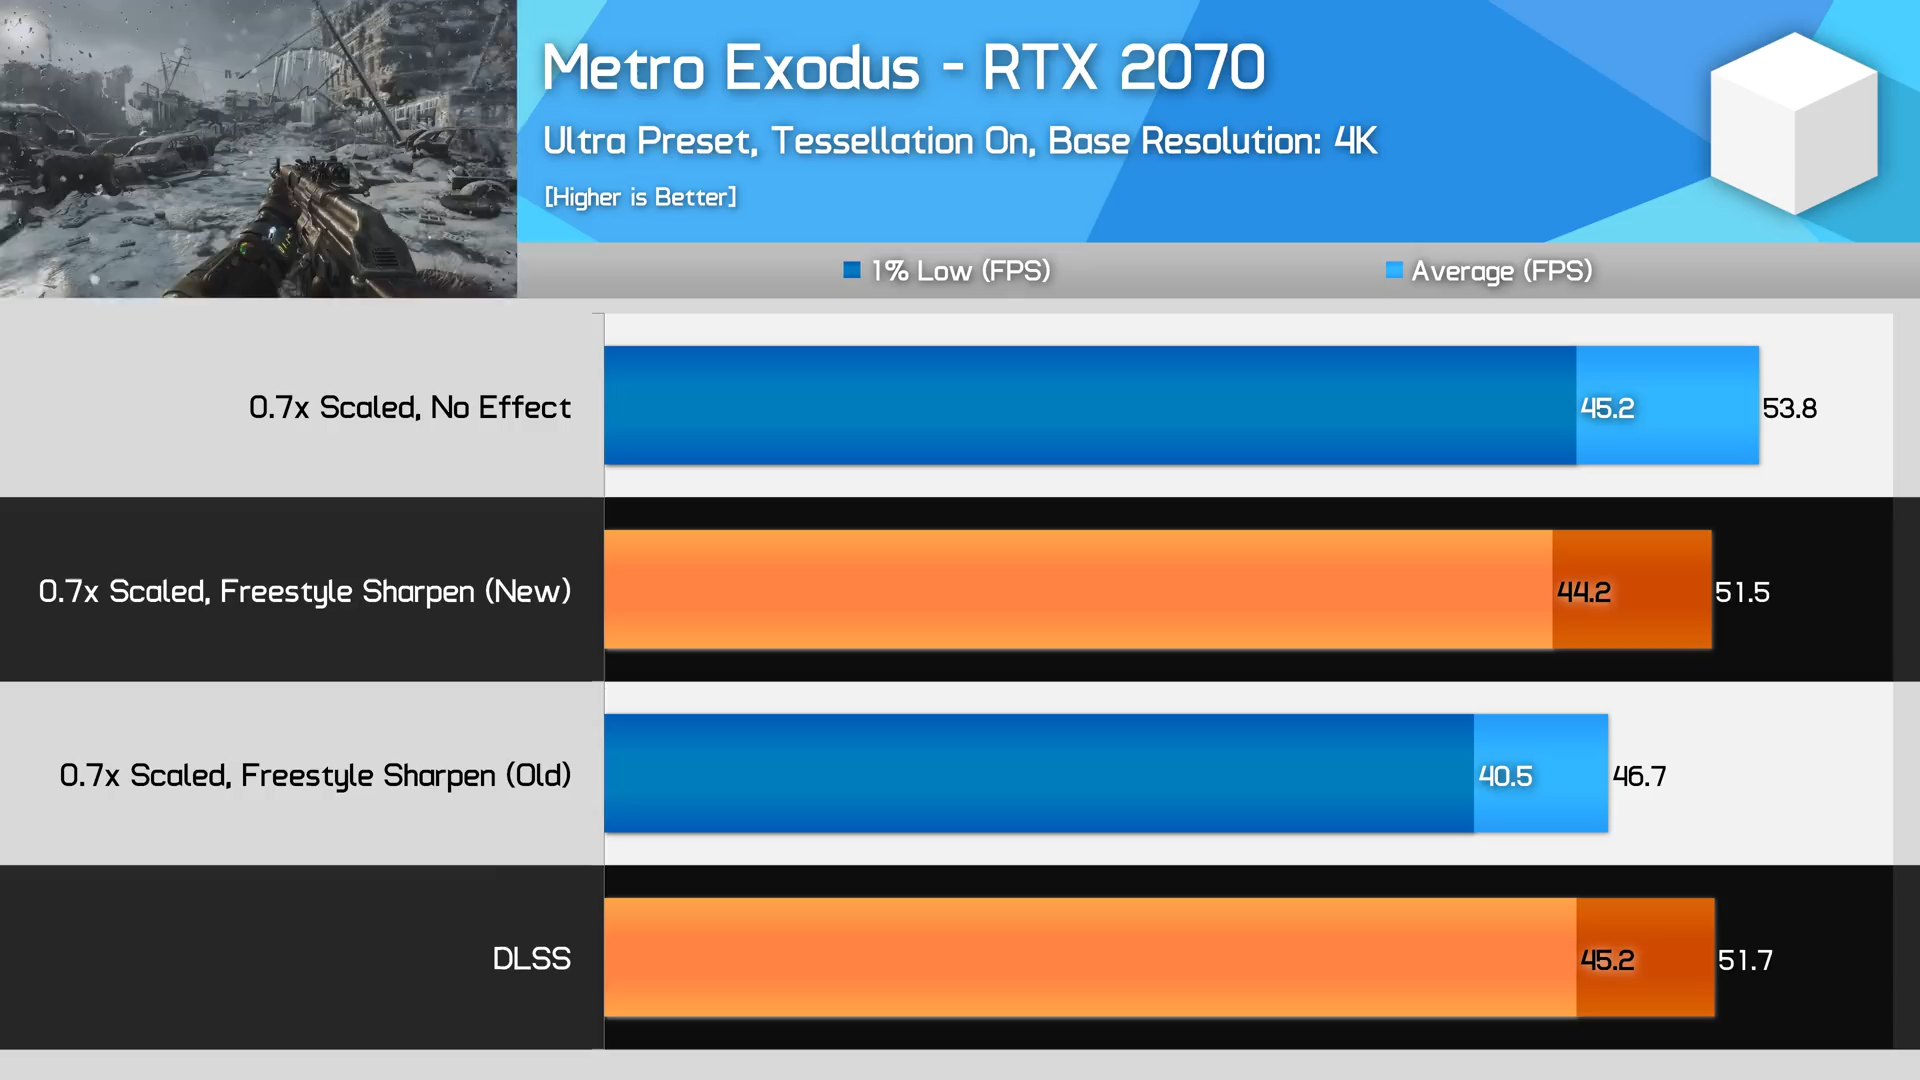 Metro Exodus - RTX 2070
Ultra Preset, Tessellation On, Base Resolution: 4K
[Higher is Better]
1% Low (FPS) Average (FPS)
0.7x Scaled, No Effect 45.2 53.8
0.7x Scaled, Freestyle Sharpen (New) 44.2 51.5
0.7x Scaled, Freestyle Sharpen (Old) 40.5 46.7
DLSS 45.2 51.7